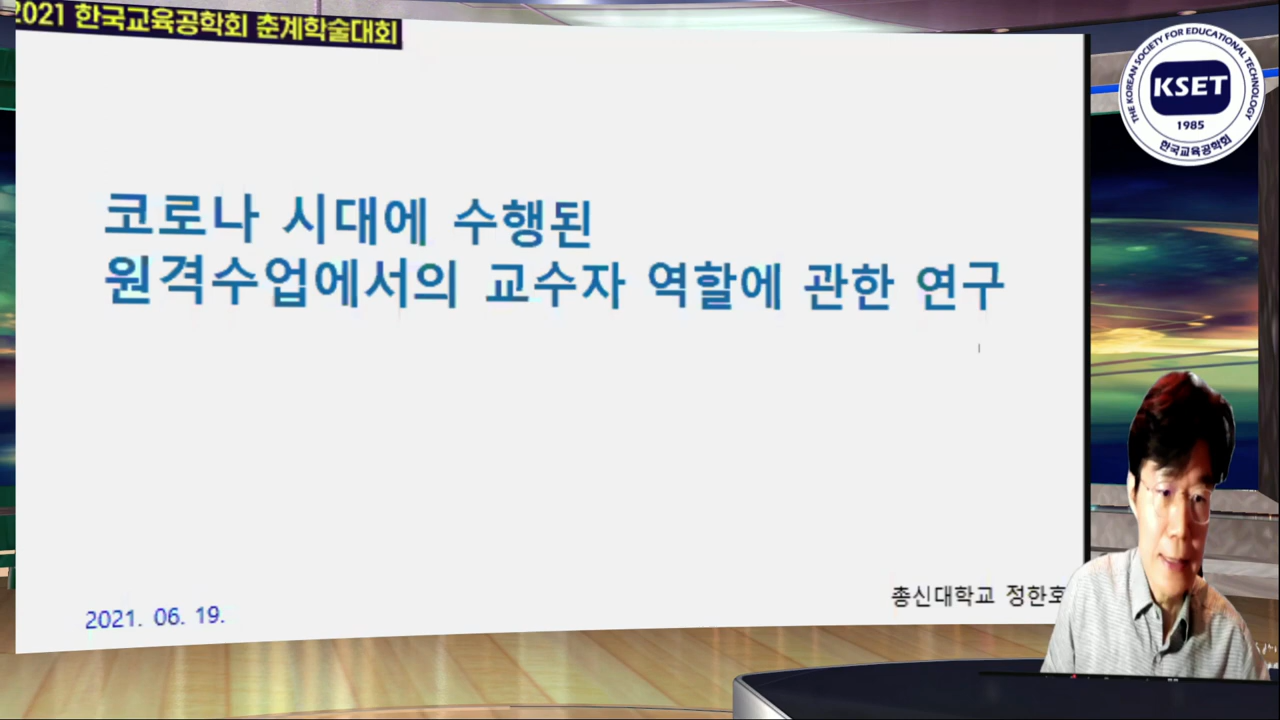 2021 한국교육공학회 춘계학술대회
THE KOREAN SOCIETY FOR EDUCATIONAL TECHNOLOGY
KSET
1985
한국교육공학회
코로나 시대에 수행된
원격수업에서의 교수자 역할에 관한 연구
총신대학교 정한호
2021. 06. 19.